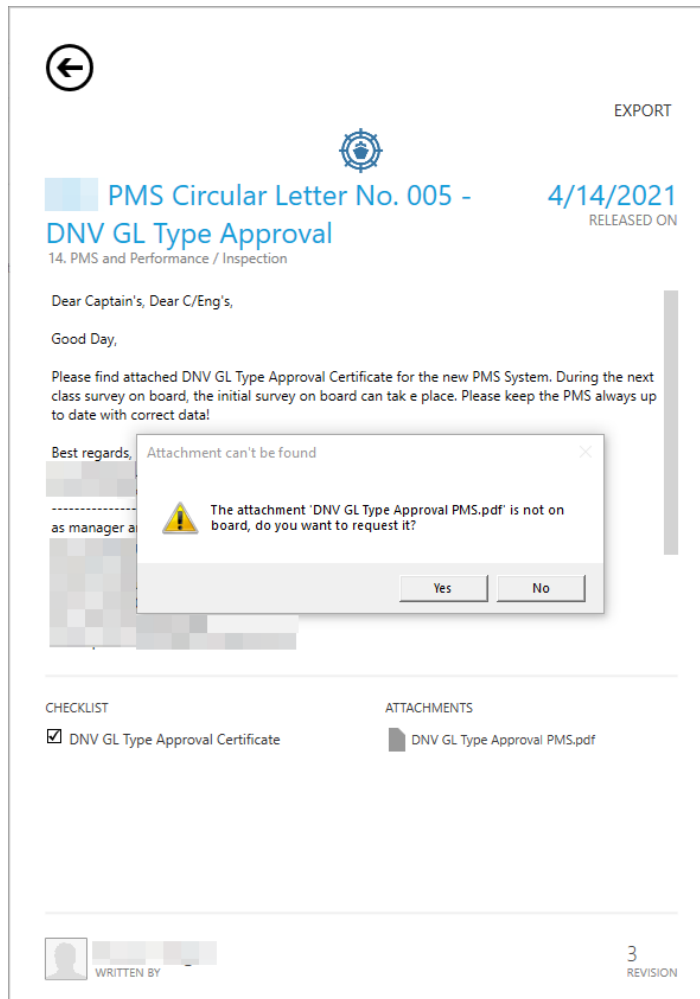 EXPORT
PMS Circular Letter No. 005 -
DNV GL Type Approval
4/14/2021
RELEASED ON
14. PMS and Performance / Inspection
Dear Captain's, Dear C/Eng's,
Good Day,
Please find attached DNV GL Type Approval Certificate for the new PMS System. During the next
class survey on board, the initial survey on board can tak e place. Please keep the PMS always up
to date with correct data!
Best regards,
as manager a
Attachment can't be found
The attachment 'DNV GL Type Approval PMS.pdf' is not on
board, do you want to request it?
Yes
No
CHECKLIST
DNV GL Type Approval Certificate
ATTACHMENTS
DNV GL Type Approval PMS.pdf
WRITTEN BY
3
REVISION